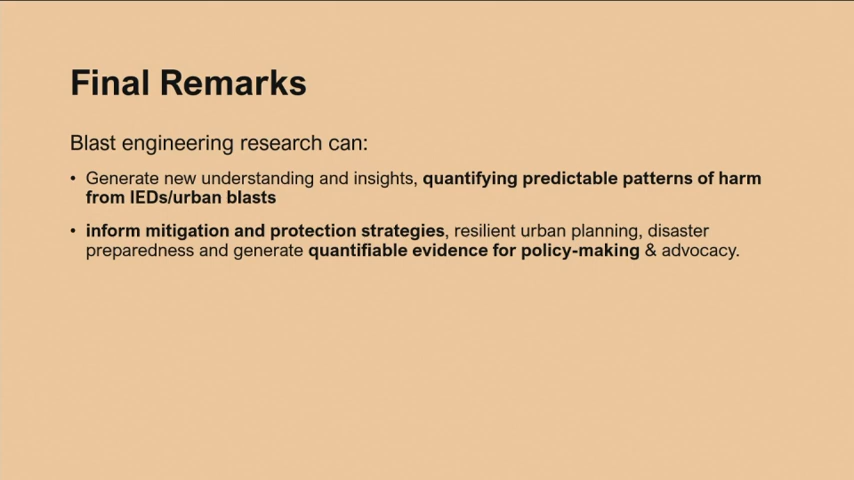 Final Remarks
Blast engineering research can:
• Generate new understanding and insights, quantifying predictable patterns of harm
from IEDs/urban blasts
• inform mitigation and protection strategies, resilient urban planning, disaster
preparedness and generate quantifiable evidence for policy-making & advocacy.